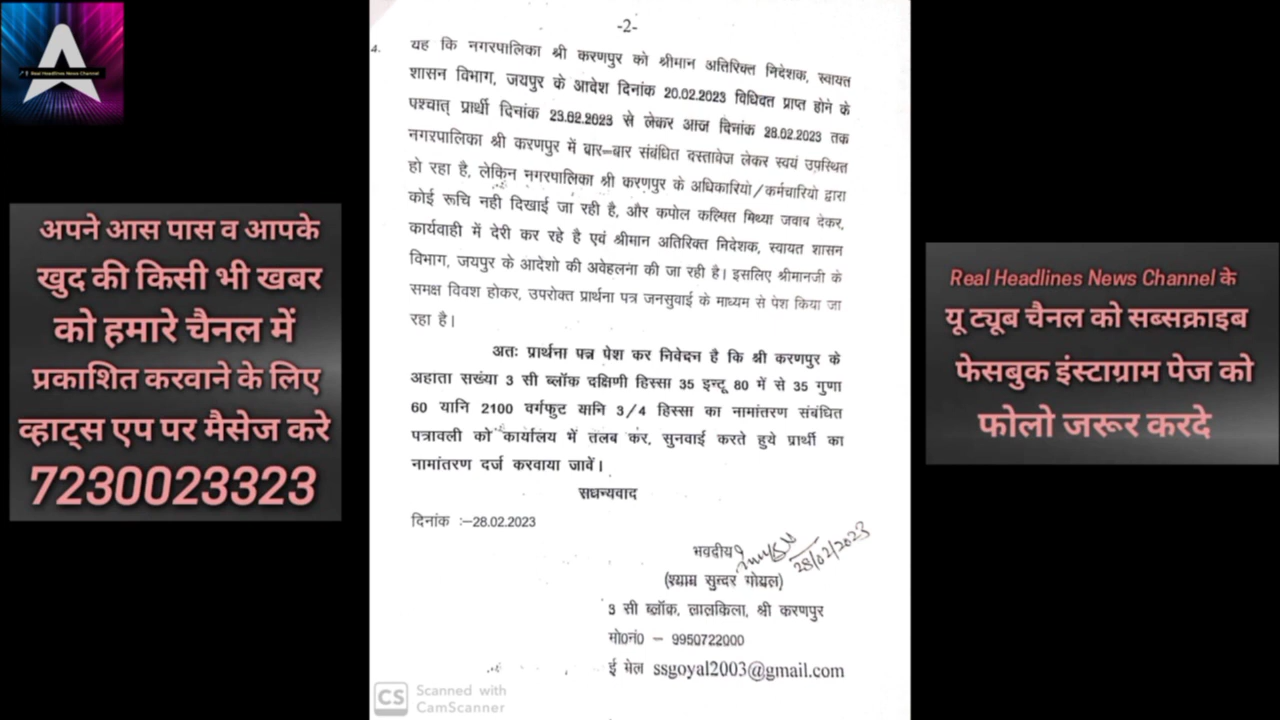 Real Headlines News Channel
अपने आस पास व आपके
खुद की किसी भी खबर
को हमारे चैनल में
प्रकाशित करवाने के लिए
व्हाट्स एप पर मैसेज करे
7230023323
-2-
4. यह कि नगरपालिका श्री करणपुर को श्रीमान अतिरिक्त निदेशक, स्वायत
शासन विभाग, जयपुर के आदेश दिनांक 20.02.2023 विधिवत प्राप्त होने के
पश्चात् प्रार्थी दिनांक 23.02.2023 से लेकर आज दिनांक 28.02.2023 तक
नगरपालिका श्री करणपुर में बार-बार संबंधित दस्तावेज लेकर स्वयं उपस्थित
हो रहा है, लेकिन नगरपालिका श्री करणपुर के अधिकारियो/कर्मचारियो द्वारा
कोई रूचि नही दिखाई जा रही है, और कपोल कल्पित मिथ्या जवाब देकर,
कार्यवाही में देरी कर रहे है एवं श्रीमान अतिरिक्त निदेशक, स्वायत शासन
विभाग, जयपुर के आदेशो की अवेहलना की जा रही है। इसलिए श्रीमानजी के
समक्ष विवश होकर, उपरोक्त प्रार्थना पत्र जनसुवाई के माध्यम से पेश किया जा
रहा है।
अतः प्रार्थना पत्र पेश कर निवेदन है कि श्री करणपुर के
अहाता सख्या 3 सी ब्लॉक दक्षिणी हिस्सा 35 इन्टू 80 में से 35 गुणा
60 यानि 2100 वर्गफुट यानि 3/4 हिस्सा का नामांतरण संबंधित
पत्रावली को कार्यालय में तलब कर, सुनवाई करते हुये प्रार्थी का
नामांतरण दर्ज करवाया जावें।
सधन्यवाद
दिनांक :-28.02.2023
भवदीय
28/02/2023
(श्याम सुन्दर गोयल)
3 सी ब्लॉक, लालकिला, श्री करणपुर
मो0नं0 - 9950722000
ई मेल ssgoyal2003@gmail.com
CS Scanned with
CamScanner
Real Headlines News Channel के
यू ट्यूब चैनल को सब्सक्राइब
फेसबुक इंस्टाग्राम पेज को
फोलो जरूर करदे